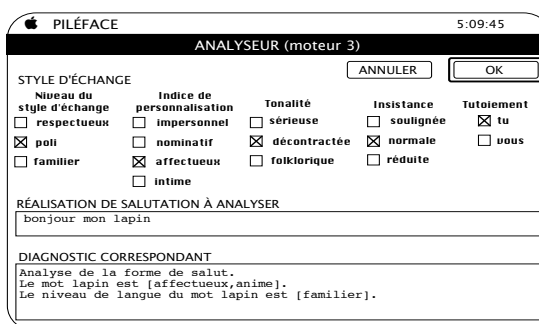 PILÉFACE 5:09:45
ANALYSEUR (moteur 3)
ANNULER OK
STYLE D'ÉCHANGE
Niveau du style d'échange Indice de personnalisation Tonalité Insistance Tutoiement
respectueux impersonnel sérieuse soulignée tu
poli nominatif décontractée normale vous
familier affectueux folklorique réduite
intime
RÉALISATION DE SALUTATION À ANALYSER
bonjour mon lapin
DIAGNOSTIC CORRESPONDANT
Analyse de la forme de salut.
Le mot lapin est [affectueux,anime].
Le niveau de langue du mot lapin est [familier].